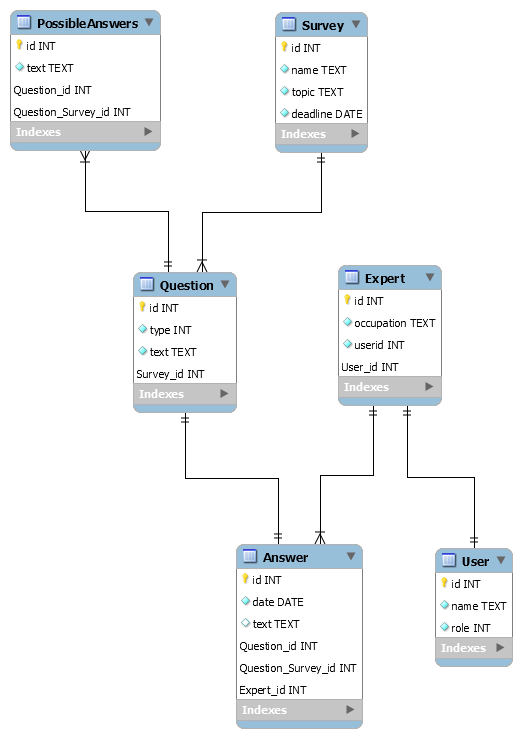 PossibleAnswers
id INT
text TEXT
Question_id INT
Question_Survey_id INT
Indexes
Survey
id INT
name TEXT
topic TEXT
deadline DATE
Indexes
Question
id INT
type INT
text TEXT
Survey_id INT
Indexes
Expert
id INT
occupation TEXT
userid INT
User_id INT
Indexes
Answer
id INT
date DATE
text TEXT
Question_id INT
Question_Survey_id INT
Expert_id INT
Indexes
User
id INT
name TEXT
role INT
Indexes